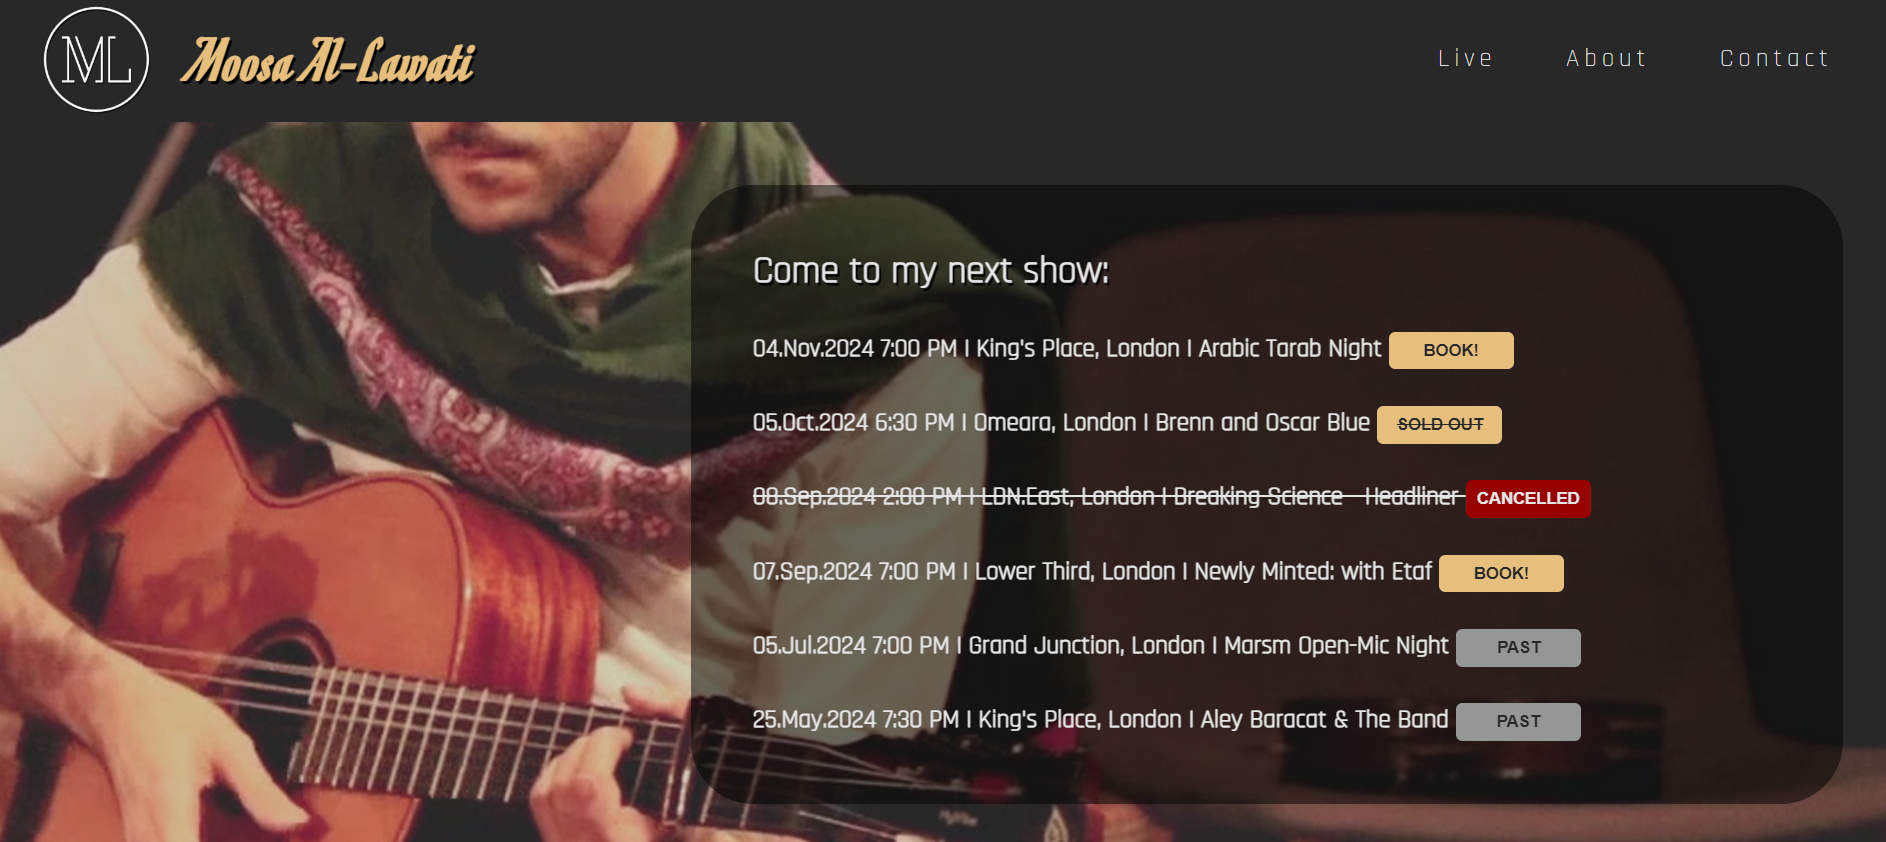 ML
Moosa Al-Lawati
Live
About
Contact
Come to my next show:
04.Nov.2024 7:00 PM | King's Place, London | Arabic Tarab Night BOOK!
05.Oct.2024 6:30 PM | Omeara, London | Brenn and Oscar Blue SOLD OUT
08.Sep.2024 2:00 PM | LDN.East, London | Breaking Science - Headliner CANCELLED
07.Sep.2024 7:00 PM | Lower Third, London | Newly Minted: with Etaf BOOK!
05.Jul.2024 7:00 PM | Grand Junction, London | Marsm Open-Mic Night PAST
25.May.2024 7:30 PM | King's Place, London | Aley Baracat & The Band PAST